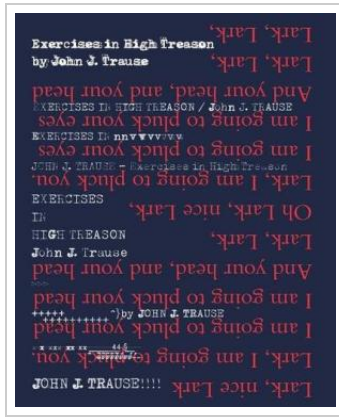 Exercises in High Treason
by John J. Trause
EXERCISES IN HIGH TREASON / John J. TRAUSE
EXERCISES IN nnvvvvvv
JOHN J. TRAUSE - Exercises in High Treason
EXERCISES
IN
HIGH TREASON
John J. Trause
by JOHN J. TRAUSE
JOHN J. TRAUSE!!!!
Lark, nice Lark
Lark, I am going to pluck you.
I am going to pluck your head
I am going to pluck your head
And your head, and your head
Lark, Lark,
Oh Lark, nice Lark,
Lark, I am going to pluck you.
I am going to pluck your eyes
I am going to pluck your eyes
And your head, and your head
Lark, Lark,
Lark, Lark,